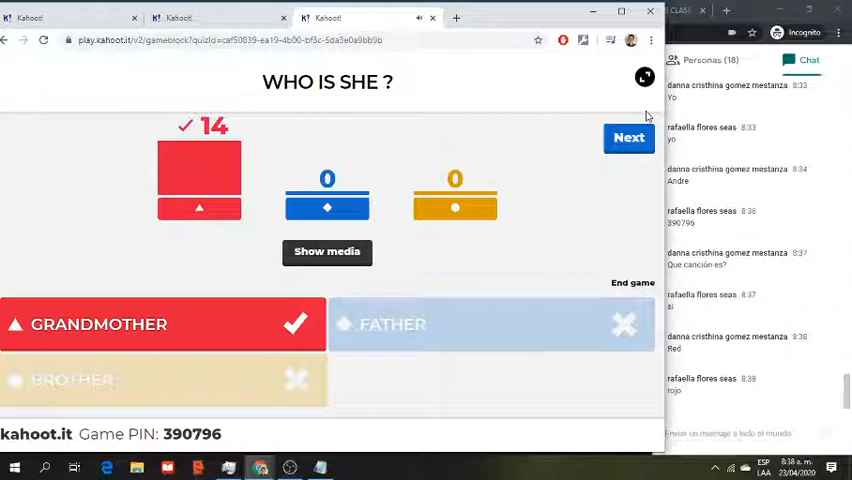 Kahoot!
Kahoot!
Kahoot!
Incognito
play.kahoot.it/v2/gameblock?quizId=caf50839-ea19-4b00-bf3c-5da3e0a9bb9b
WHO IS SHE ?
Personas (18)
Chat
14
0
0
Next
Show media
End game
GRANDMOTHER
FATHER
BROTHER
kahoot.it Game PIN: 390796
danna cristhina gomez mestanza 8:33
Yo
rafaella flores seas 8:33
yo
danna cristhina gomez mestanza 8:34
Andre
rafaella flores seas 8:36
390796
danna cristhina gomez mestanza 8:37
Que canción es?
rafaella flores seas 8:37
si
danna cristhina gomez mestanza 8:38
Red
rafaella flores seas 8:38
rojo
Enviar un mensaje a todo el mundo
ESP
LAA
8:38 a. m.
23/04/2020